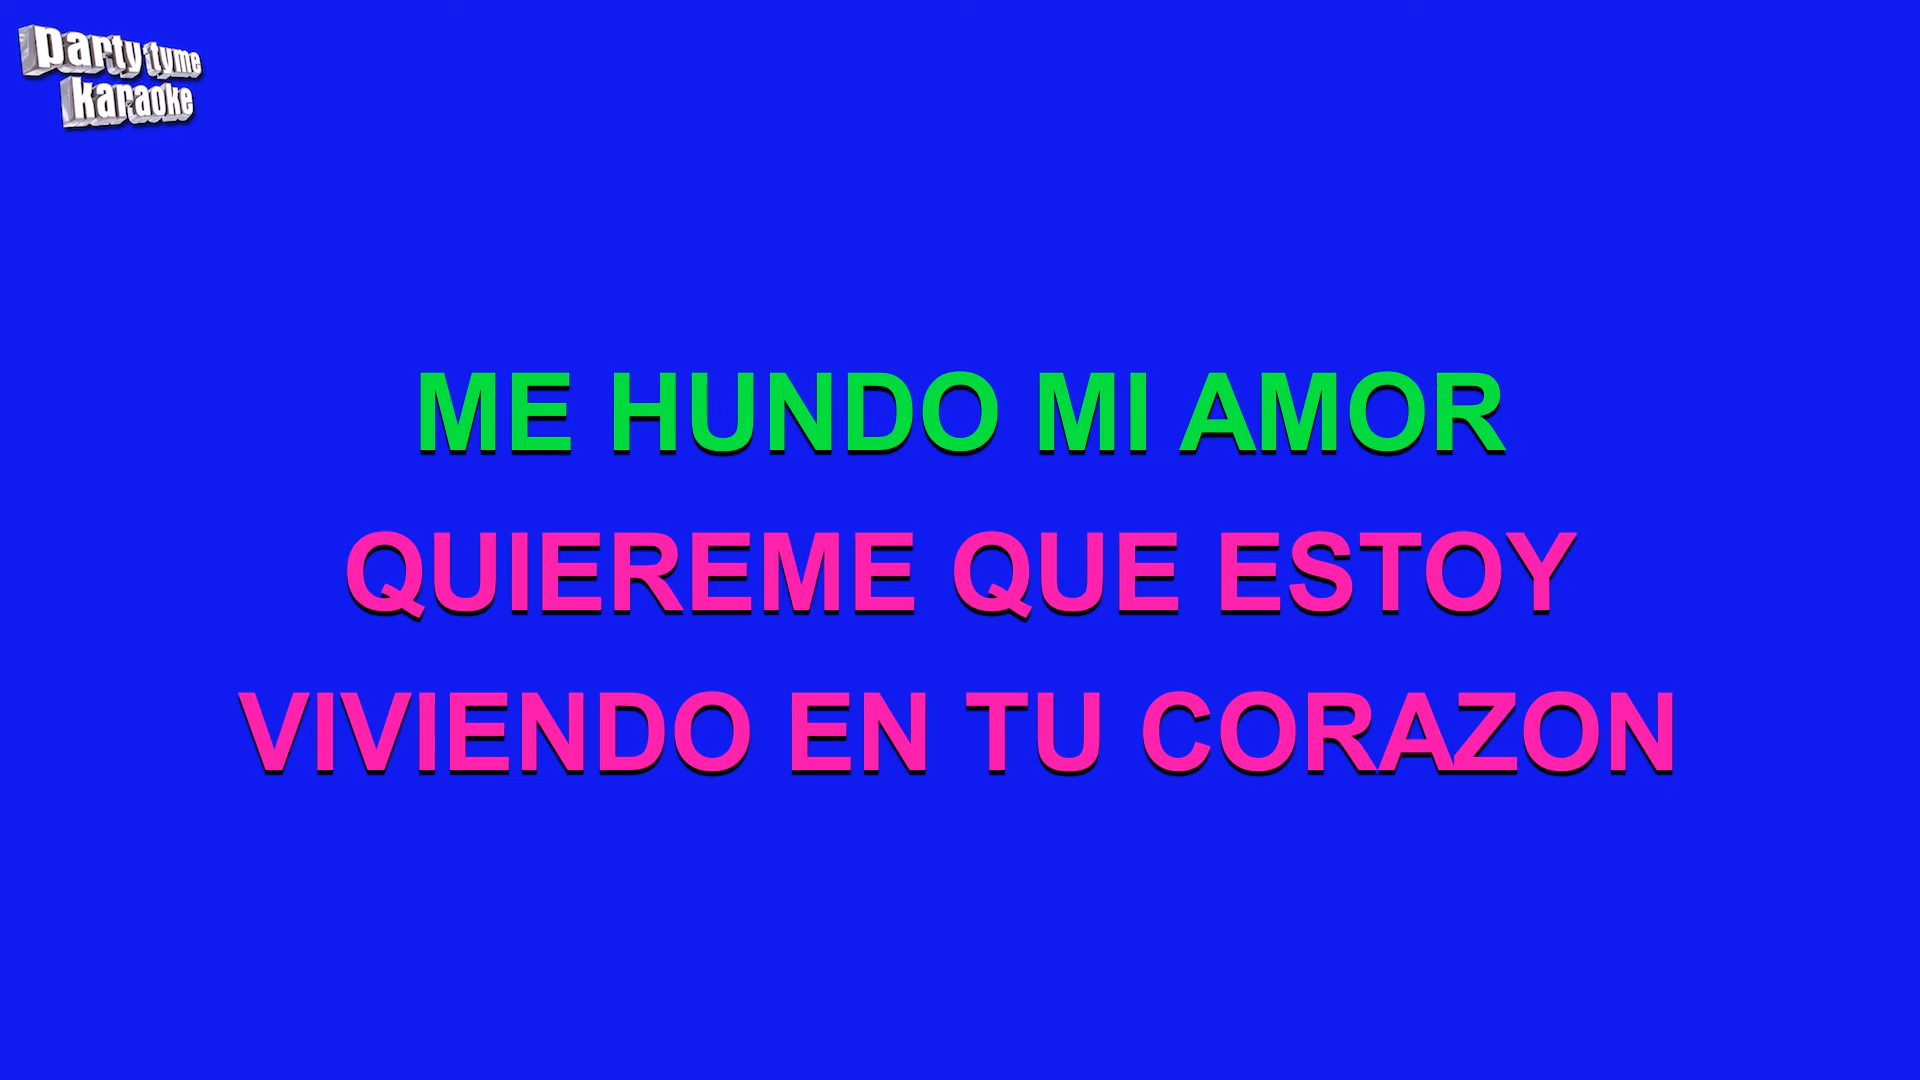 party tyme
karaoke
ME HUNDO MI AMOR
QUIEREME QUE ESTOY
VIVIENDO EN TU CORAZON